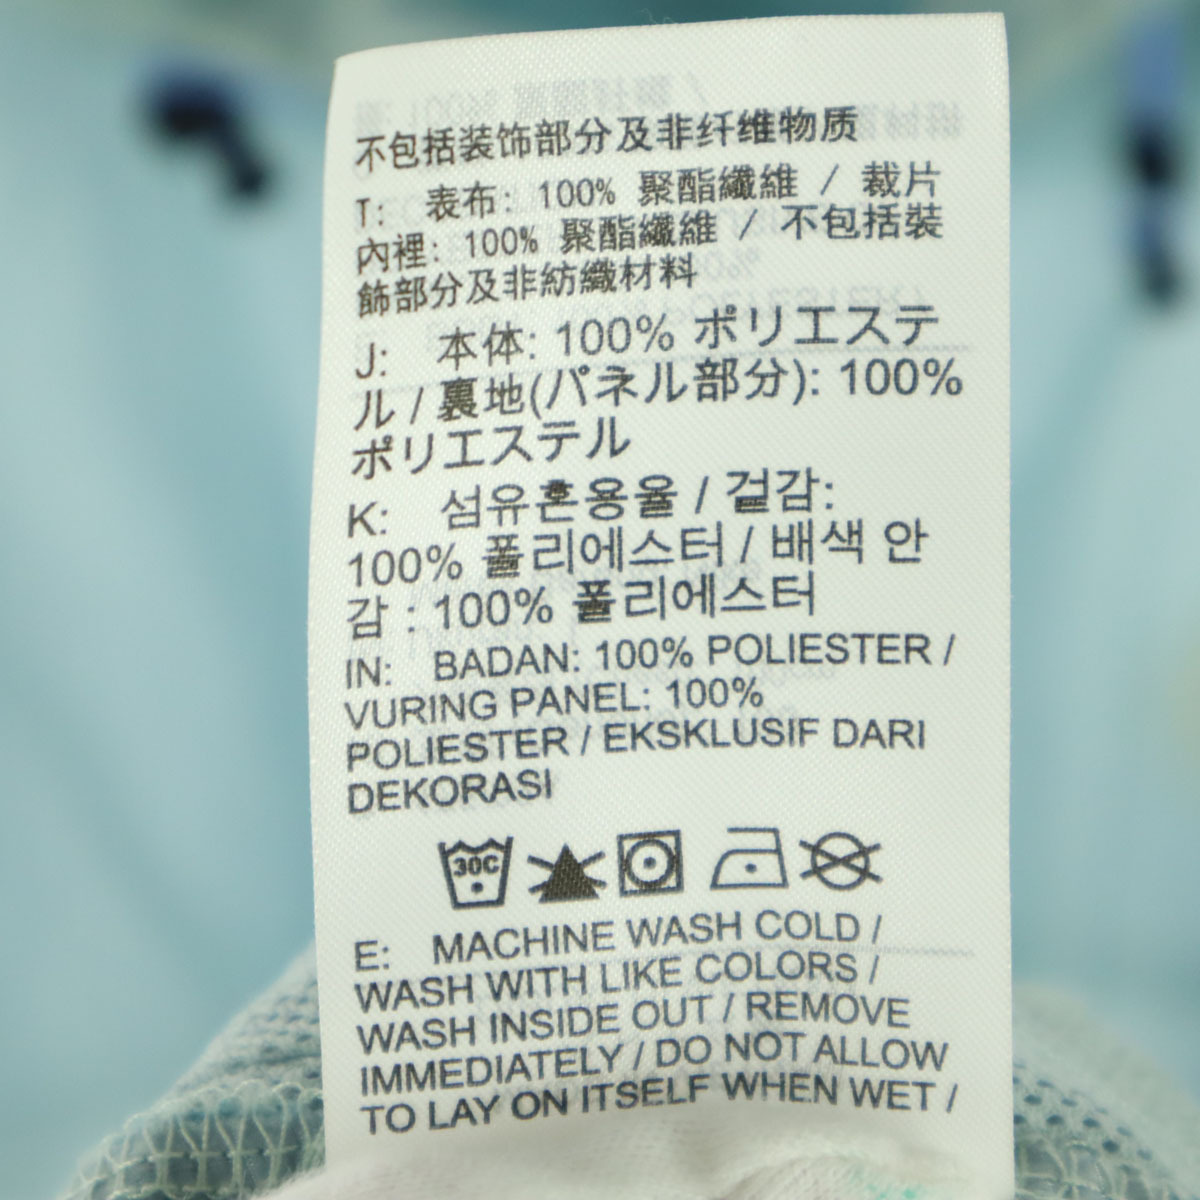 不包括装饰部分及非纤维物质
T: 表布: 100% 聚酯纖維 / 裁片
內裡: 100% 聚酯纖維 / 不包括裝
飾部分及非紡織材料
J: 本体: 100% ポリエステ
ル / 裏地(パネル部分): 100%
ポリエステル
K: 섬유혼용율 / 겉감:
100% 폴리에스터 / 배색 안
감 : 100% 폴리에스터
IN: BADAN: 100% POLIESTER /
VURING PANEL: 100%
POLIESTER / EKSKLUSIF DARI
DEKORASI
30C
E: MACHINE WASH COLD /
WASH WITH LIKE COLORS /
WASH INSIDE OUT / REMOVE
IMMEDIATELY / DO NOT ALLOW
TO LAY ON ITSELF WHEN WET /